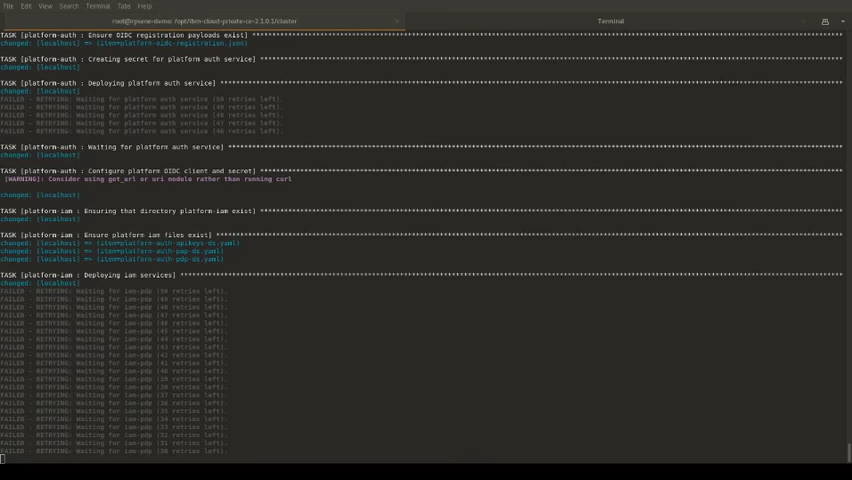 File Edit View Search Terminal Tabs Help
root@rpsene-demo: /opt/ibm-cloud-private-ce-2.1.0.1/cluster
Terminal
TASK [platform-auth : Ensure OIDC registration payloads exist] ****
changed: [localhost] => (item=platform-oidc-registration.json)
TASK [platform-auth : Creating secret for platform auth service] ****
changed: [localhost]
TASK [platform-auth : Deploying platform auth service] ****
changed: [localhost]
FAILED - RETRYING: Waiting for platform auth service (50 retries left).
FAILED - RETRYING: Waiting for platform auth service (49 retries left).
FAILED - RETRYING: Waiting for platform auth service (48 retries left).
FAILED - RETRYING: Waiting for platform auth service (47 retries left).
FAILED - RETRYING: Waiting for platform auth service (46 retries left).
TASK [platform-auth : Waiting for platform auth service] ****
changed: [localhost]
TASK [platform-auth : Configure platform OIDC client and secret] ****
[WARNING]: Consider using get_url or uri module rather than running curl
changed: [localhost]
TASK [platform-iam : Ensuring that directory platform-iam exist] ****
changed: [localhost]
TASK [platform-iam : Ensure platform iam files exist] ****
changed: [localhost] => (item=platform-auth-apikeys-ds.yaml)
changed: [localhost] => (item=platform-auth-pap-ds.yaml)
changed: [localhost] => (item=platform-auth-pdp-ds.yaml)
TASK [platform-iam : Deploying iam services] ****
changed: [localhost]
FAILED - RETRYING: Waiting for iam-pdp (50 retries left).
FAILED - RETRYING: Waiting for iam-pdp (49 retries left).
FAILED - RETRYING: Waiting for iam-pdp (48 retries left).
FAILED - RETRYING: Waiting for iam-pdp (47 retries left).
FAILED - RETRYING: Waiting for iam-pdp (46 retries left).
FAILED - RETRYING: Waiting for iam-pdp (45 retries left).
FAILED - RETRYING: Waiting for iam-pdp (44 retries left).
FAILED - RETRYING: Waiting for iam-pdp (43 retries left).
FAILED - RETRYING: Waiting for iam-pdp (42 retries left).
FAILED - RETRYING: Waiting for iam-pdp (41 retries left).
FAILED - RETRYING: Waiting for iam-pdp (40 retries left).
FAILED - RETRYING: Waiting for iam-pdp (39 retries left).
FAILED - RETRYING: Waiting for iam-pdp (38 retries left).
FAILED - RETRYING: Waiting for iam-pdp (37 retries left).
FAILED - RETRYING: Waiting for iam-pdp (36 retries left).
FAILED - RETRYING: Waiting for iam-pdp (35 retries left).
FAILED - RETRYING: Waiting for iam-pdp (34 retries left).
FAILED - RETRYING: Waiting for iam-pdp (33 retries left).
FAILED - RETRYING: Waiting for iam-pdp (32 retries left).
FAILED - RETRYING: Waiting for iam-pdp (31 retries left).
FAILED - RETRYING: Waiting for iam-pdp (30 retries left).